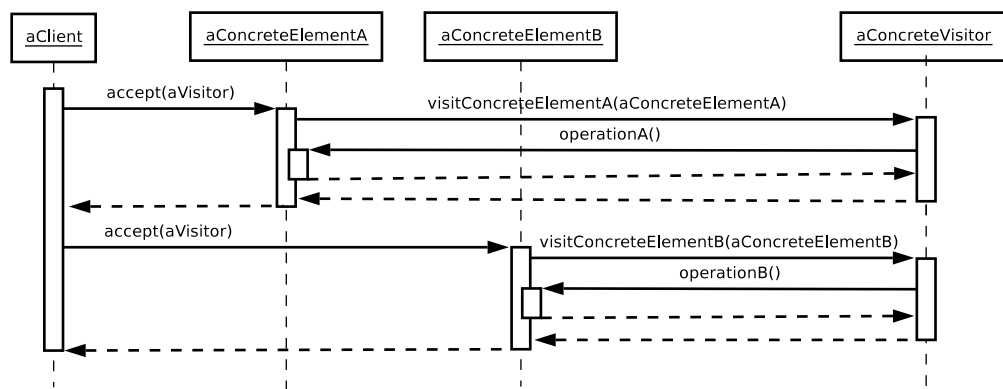 aClient
aConcreteElementA
aConcreteElementB
aConcreteVisitor
accept(aVisitor)
visitConcreteElementA(aConcreteElementA)
operationA()
accept(aVisitor)
visitConcreteElementB(aConcreteElementB)
operationB()